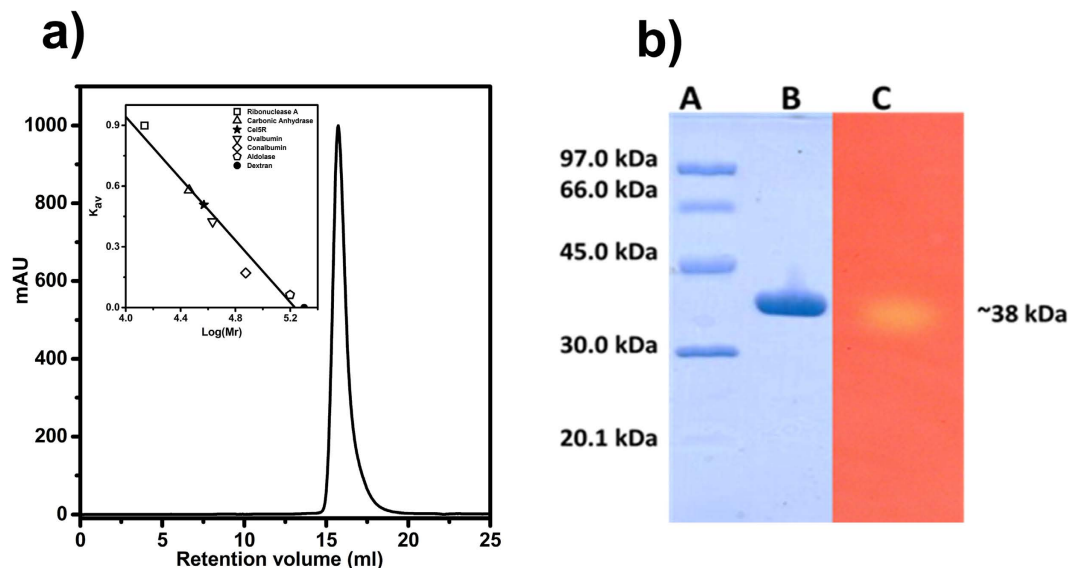 a)
mAU
1000
800
600
400
200
0
0 5 10 15 20 25
Retention volume (ml)
K av
0.9
0.6
0.3
0.0
4.0 4.4 4.8 5.2
Log(Mr)
Ribonuclease A
Carbonic Anhydrase
Cel5R
Ovalbumin
Conalbumin
Aldolase
Dextran
b)
A B C
97.0 kDa
66.0 kDa
45.0 kDa
30.0 kDa
20.1 kDa
~38 kDa